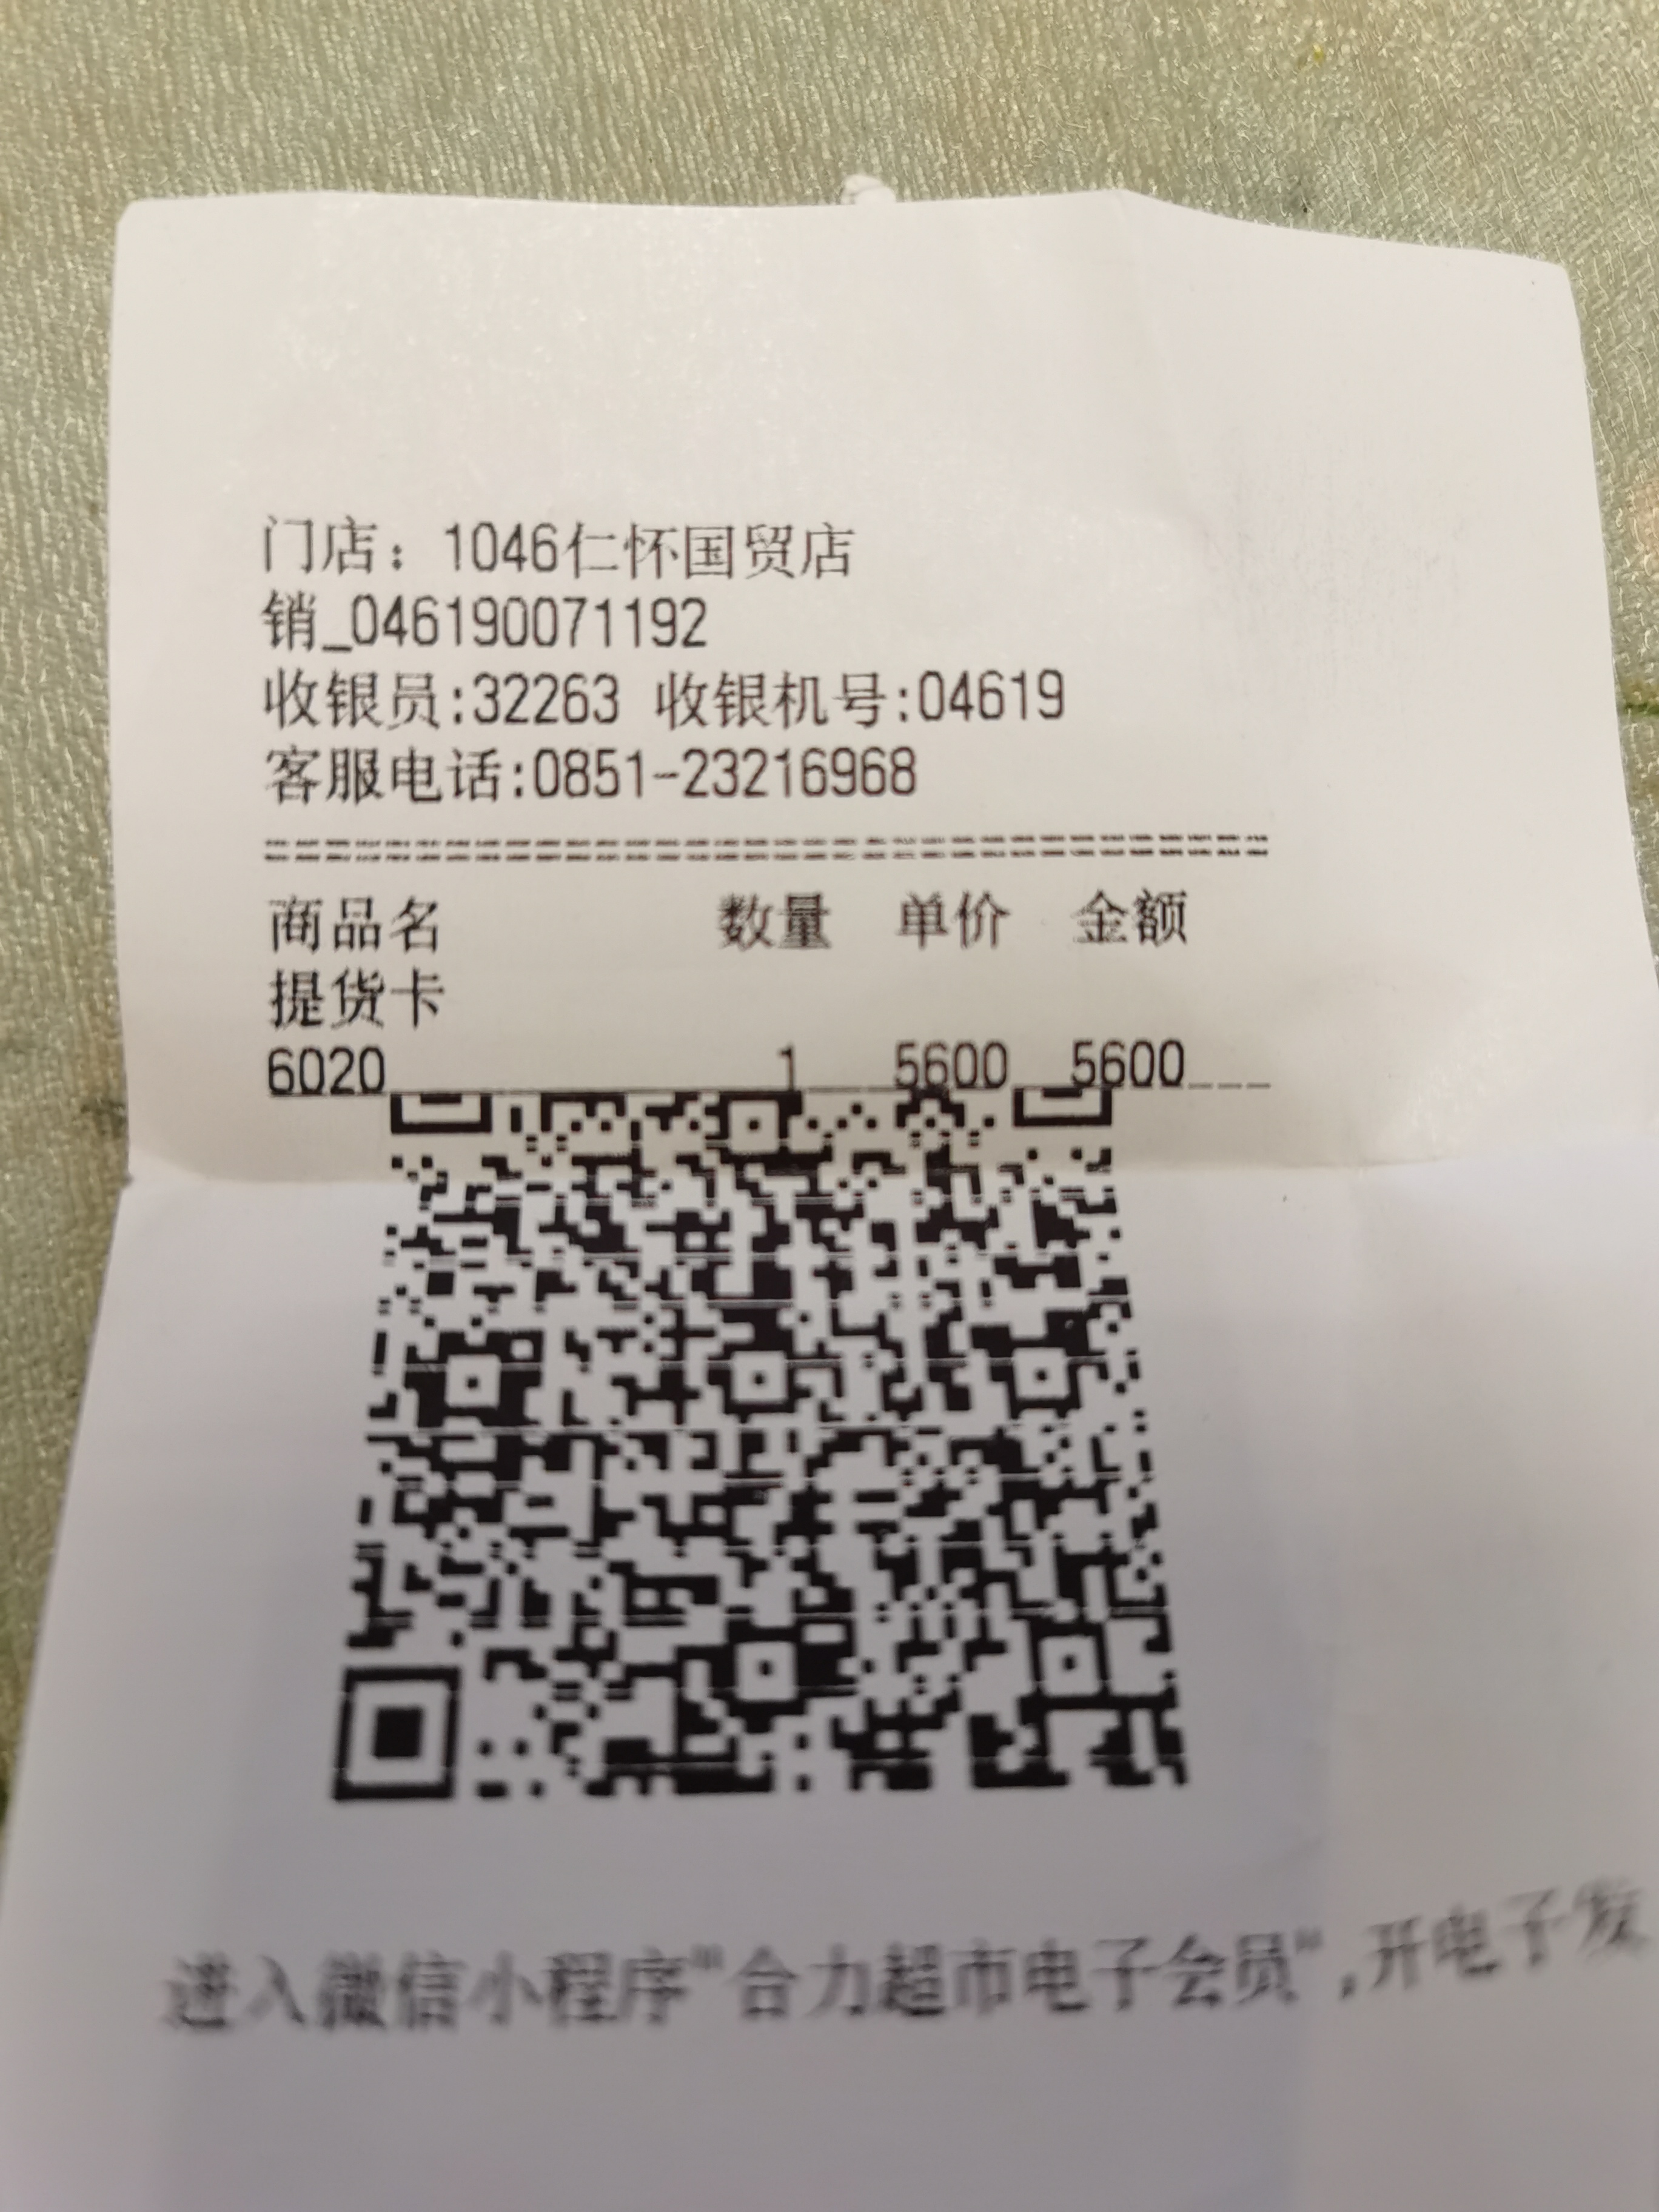 门店：1046仁怀国贸店
销_046190071192
收银员:32263 收银机号:04619
客服电话:0851-23216968
================================
商品名 数量 单价 金额
提货卡
6020 1 5600 5600
进入微信小程序"合力超市电子会员",开电子发